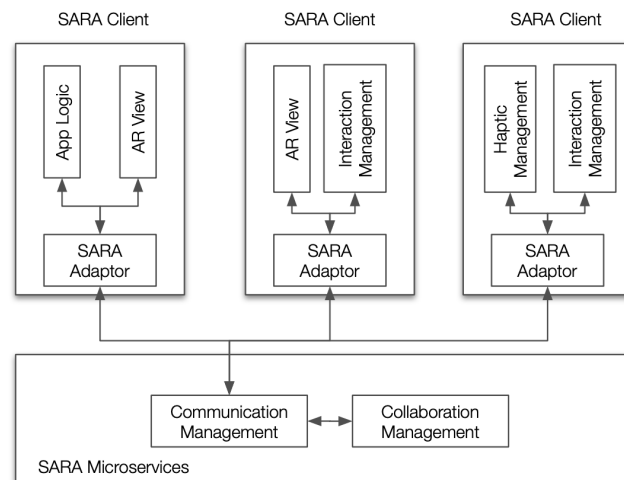 SARA Client
SARA Client
SARA Client
App Logic
AR View
AR View
Interaction
Management
Haptic
Management
Interaction
Management
SARA
Adaptor
SARA
Adaptor
SARA
Adaptor
Communication
Management
Collaboration
Management
SARA Microservices